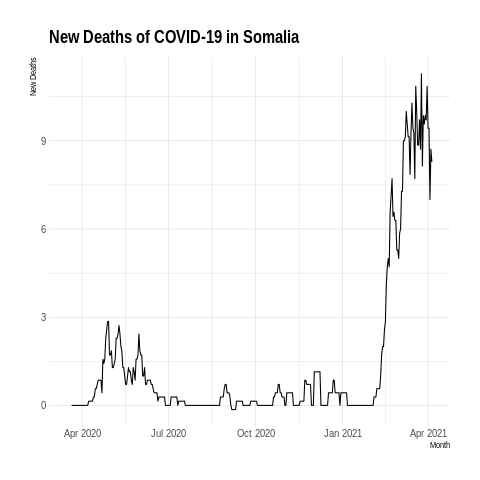 New Deaths of COVID-19 in Somalia
New Deaths
9
6
3
0
Apr 2020 Jul 2020 Oct 2020 Jan 2021 Apr 2021
Month